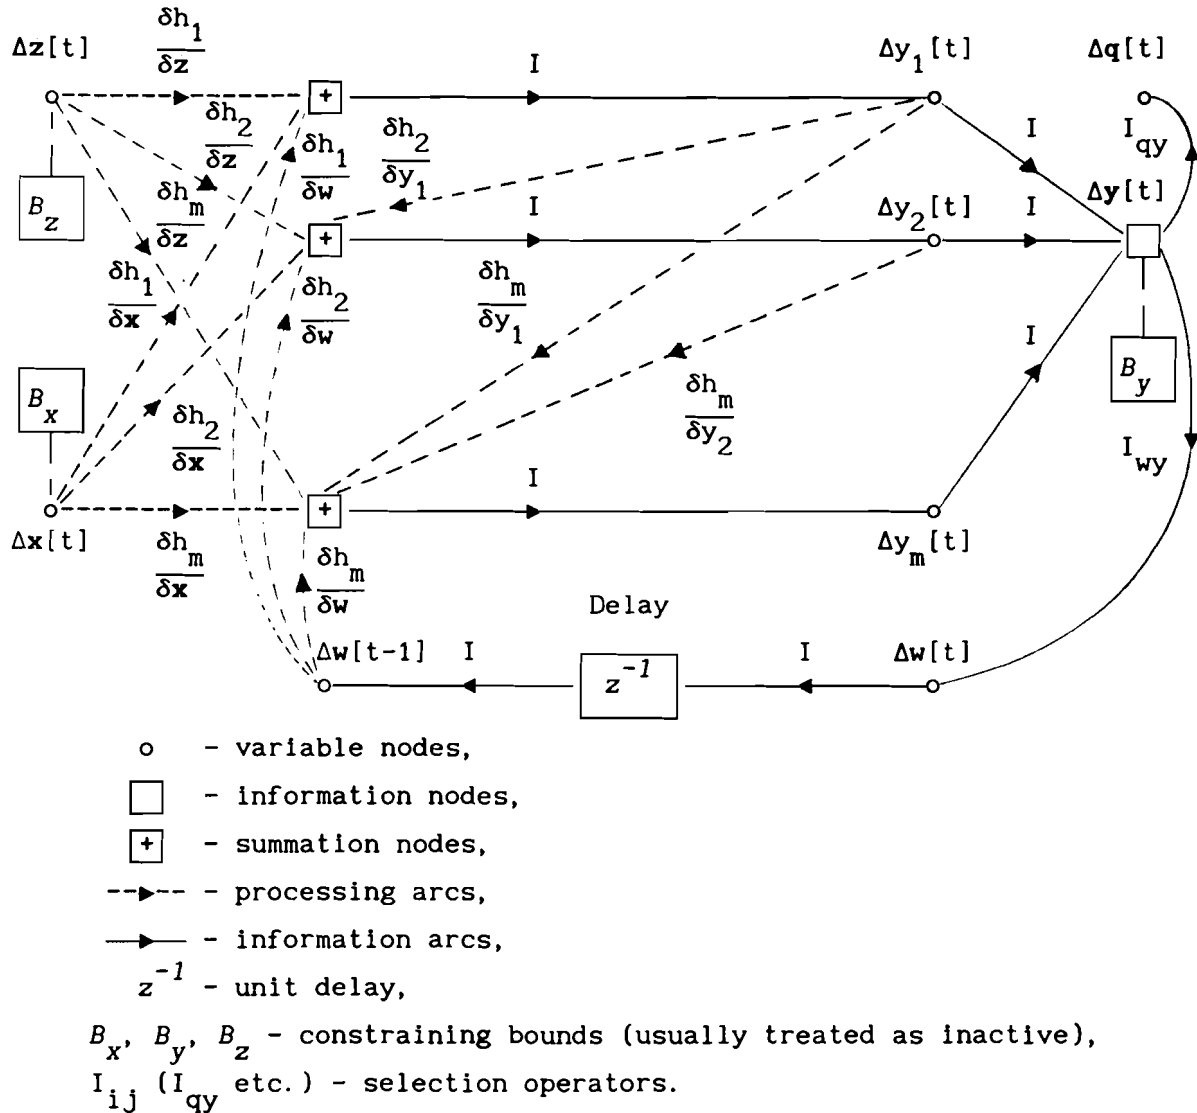 Δz[t]
δh1
δz
I
Δy1[t]
Δq[t]
+
δh2
δz
δh1
δw
δh2
δy1
I
Iqy
Bz
δhm
δz
I
Δy2[t]
I
Δy[t]
+
δh1
δx
δh2
δw
δhm
δy1
I
By
Bx
δh2
δx
δhm
δy2
Iwy
I
+
Δx[t]
δhm
δx
δhm
δw
Δym[t]
Delay
Δw[t-1]
I
z-1
I
Δw[t]
- variable nodes,
- information nodes,
+ - summation nodes,
- processing arcs,
- information arcs,
z-1 - unit delay,
Bx, By, Bz - constraining bounds (usually treated as inactive),
Iij (Iqy etc.) - selection operators.